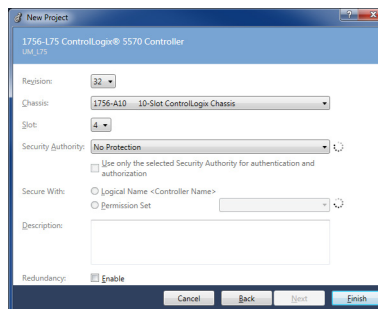 New Project
1756-L75 ControlLogix® 5570 Controller
UM_L75
Revision:
32
Chassis:
1756-A10 10-Slot ControlLogix Chassis
Slot:
4
Security Authority:
No Protection
Use only the selected Security Authority for authentication and
authorization
Secure With:
Logical Name <Controller Name>
Permission Set
Description:
Redundancy:
Enable
Cancel
Back
Next
Finish